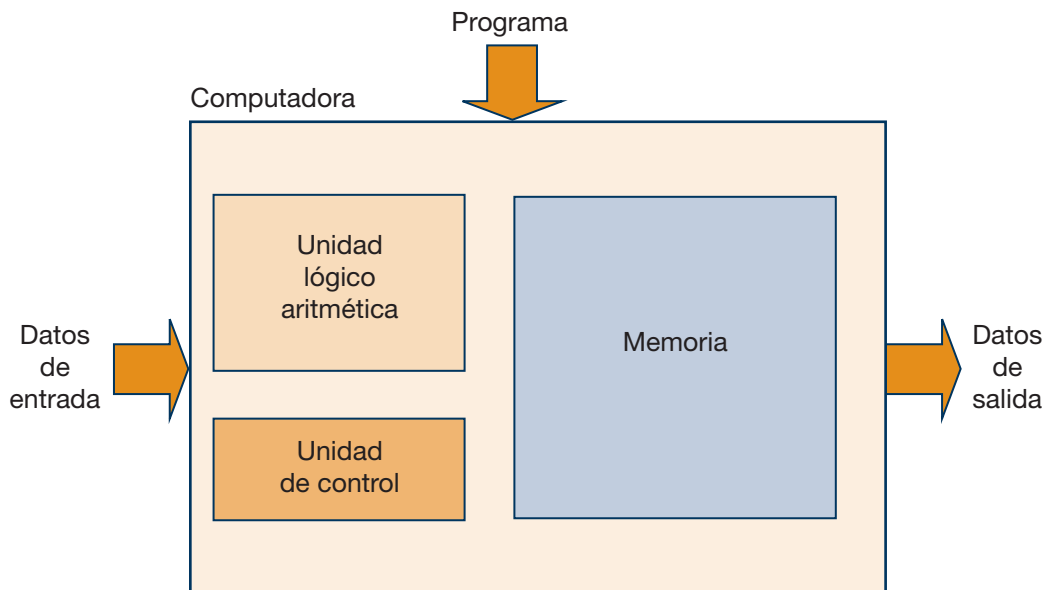 Programa
Computadora
Unidad
lógico
aritmética
Memoria
Datos
de
entrada
Datos
de
salida
Unidad
de control